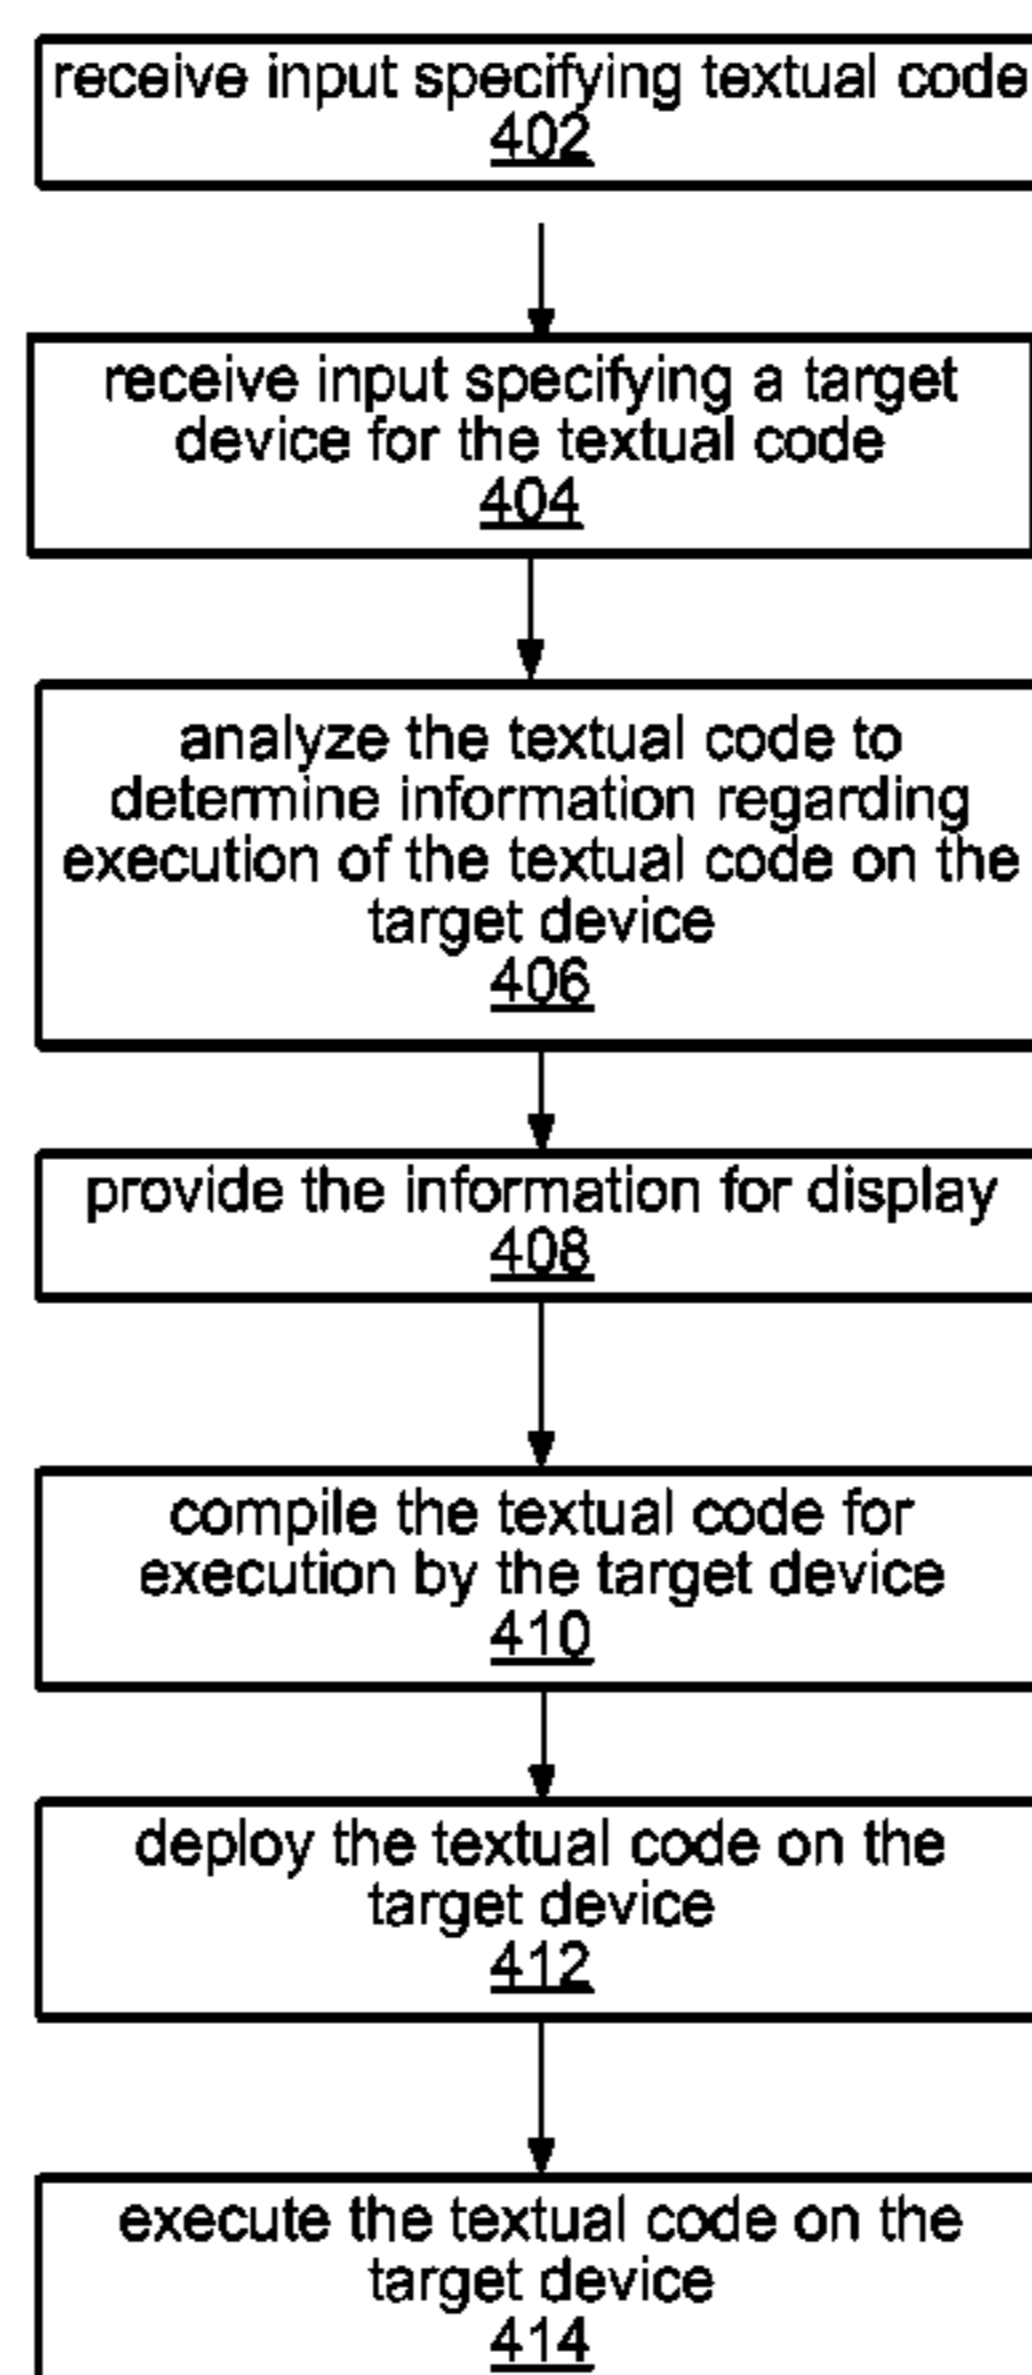 receive input specifying textual code
402
receive input specifying a target
device for the textual code
404
analyze the textual code to
determine information regarding
execution of the textual code on the
target device
406
provide the information for display
408
compile the textual code for
execution by the target device
410
deploy the textual code on the
target device
412
execute the textual code on the
target device
414